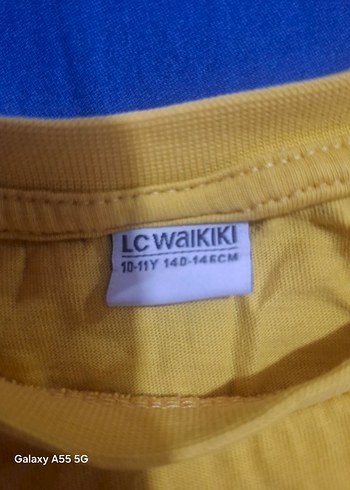 LC WAIKIKI
10-11Y 140-146CM
Galaxy A55 5G